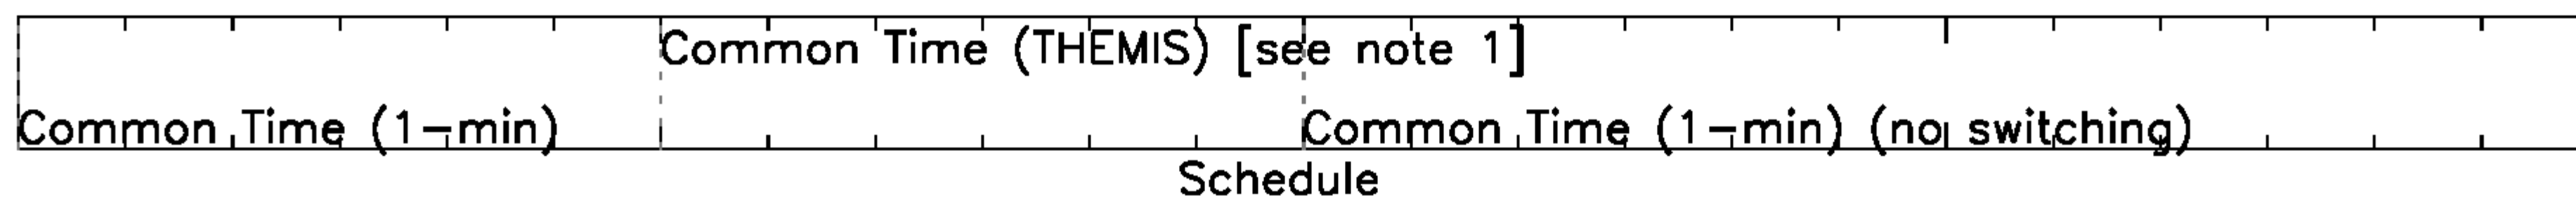 Common Time (THEMIS) [see note 1]
Common Time (1-min)
Common Time (1-min) (no switching)
Schedule